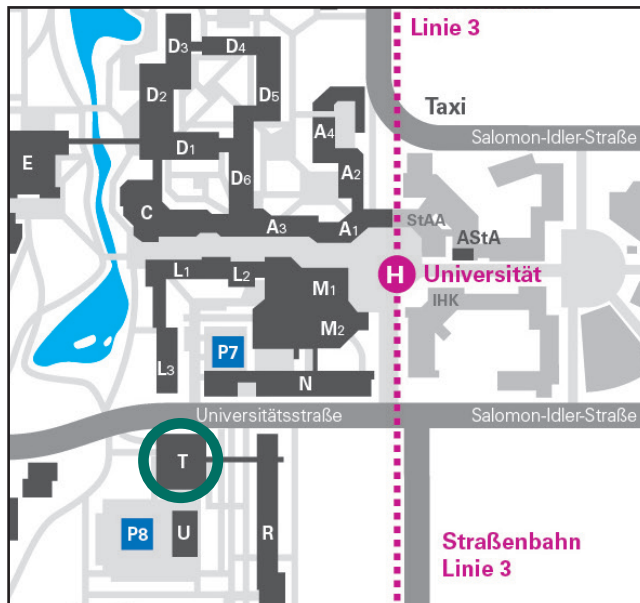 Linie 3
D3
D4
Taxi
D2
D5
A4
Salomon-Idler-Straße
D1
E
A2
D6
C
A3
A1
StAA
AStA
L1
L2
H
Universität
M1
IHK
M2
P7
L3
N
Universitätsstraße
Salomon-Idler-Straße
T
P8
U
R
Straßenbahn
Linie 3